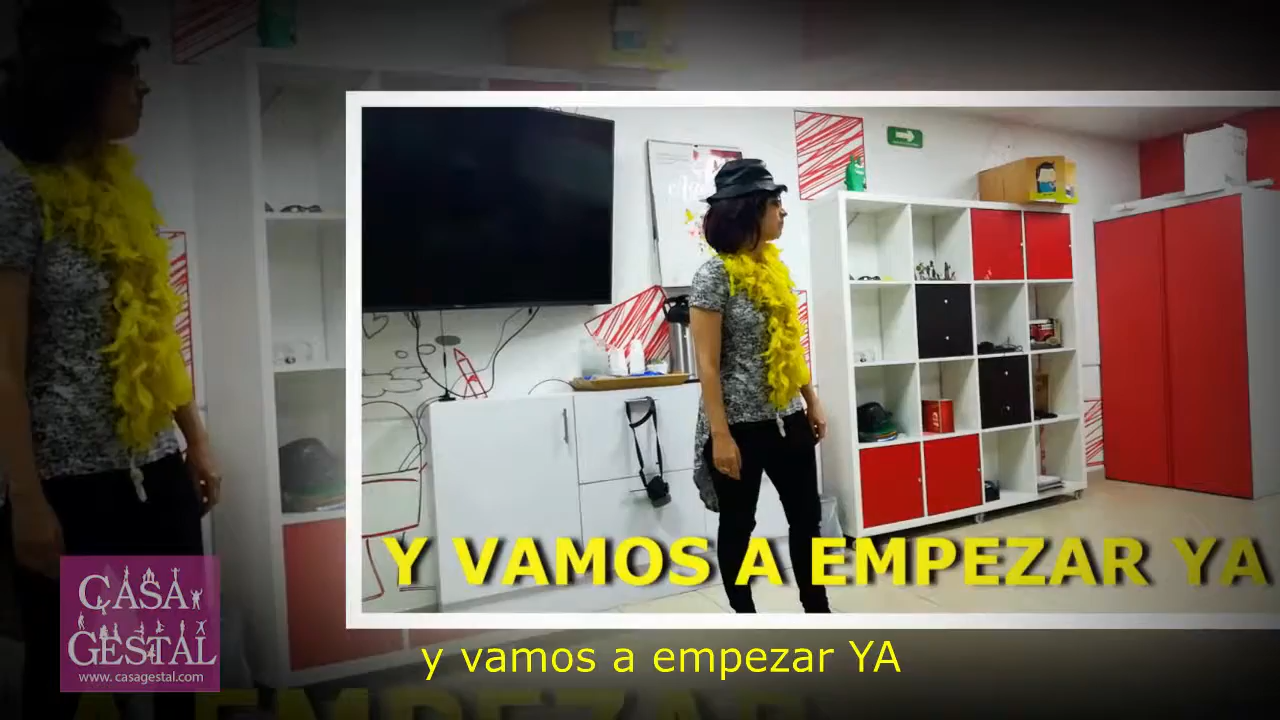 Y VAMOS A EMPEZAR YA
CASA
GESTAL
www.casagestal.com
y vamos a empezar YA